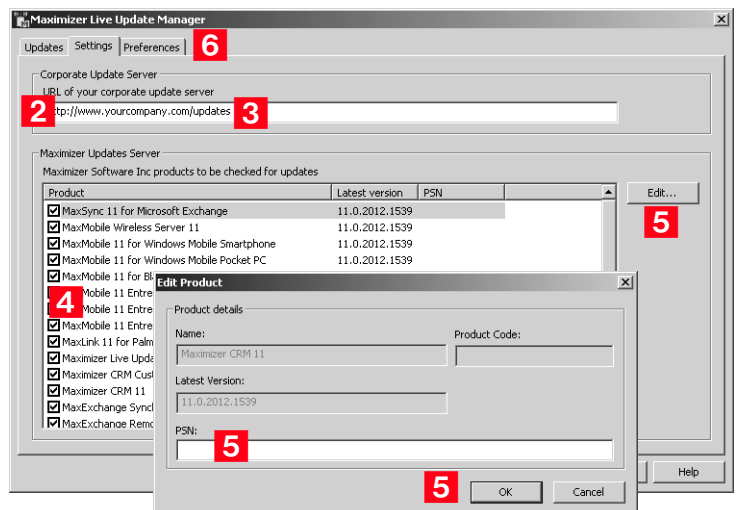 Maximizer Live Update Manager
Updates Settings Preferences 6
Corporate Update Server
URL of your corporate update server
2 tp://www.yourcompany.com/updates 3
Maximizer Updates Server
Maximizer Software Inc products to be checked for updates
Product Latest version PSN
Edit...
5
MaxSync 11 for Microsoft Exchange 11.0.2012.1539
MaxMobile Wireless Server 11 11.0.2012.1539
MaxMobile 11 for Windows Mobile Smartphone 11.0.2012.1539
MaxMobile 11 for Windows Mobile Pocket PC 11.0.2012.1539
MaxMobile 11 for Bl
4
Mobile 11 Entre
Mobile 11 Entre
MaxMobile 11 Entre
MaxLink 11 for Palm
Maximizer Live Upda
Maximizer CRM Cus
Maximizer CRM 11
MaxExchange Synch
MaxExchange Remo
Edit Product
Product details
Name: Product Code:
Maximizer CRM 11
Latest Version:
11.0.2012.1539
PSN:
5
5 OK Cancel
Help